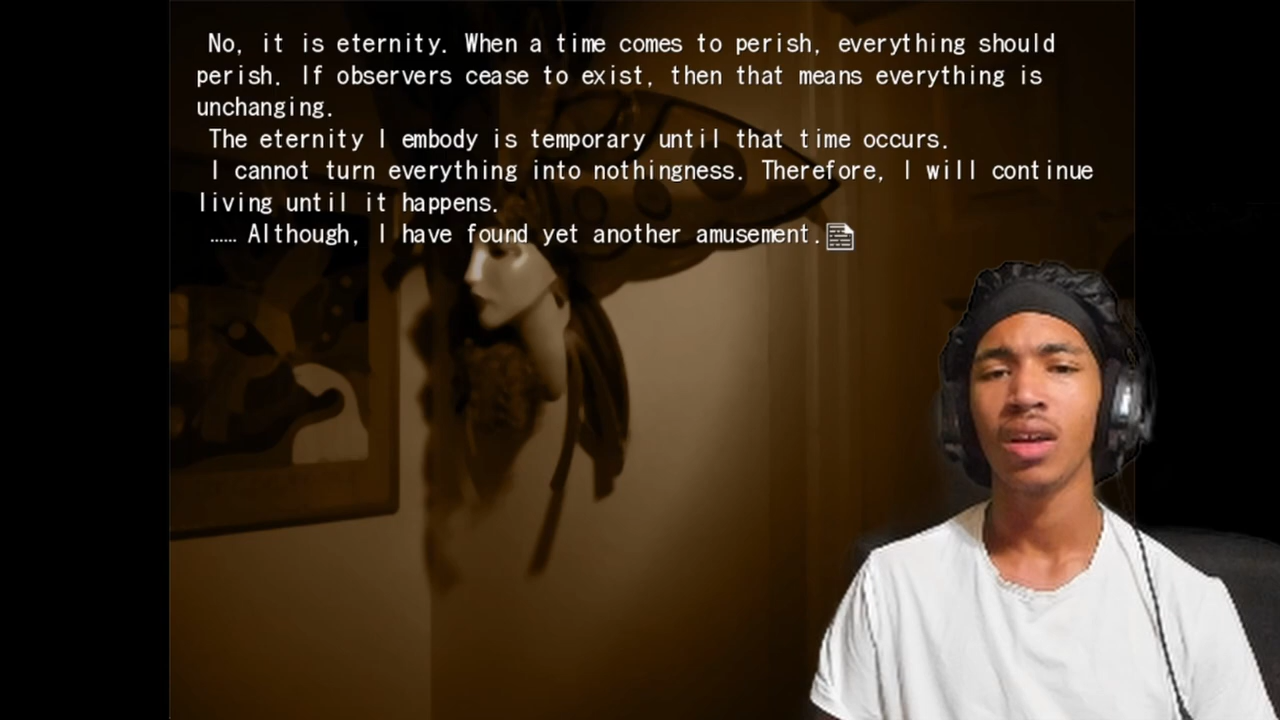 No, it is eternity. When a time comes to perish, everything should
perish. If observers cease to exist, then that means everything is
unchanging.
The eternity I embody is temporary until that time occurs.
I cannot turn everything into nothingness. Therefore, I will continue
living until it happens.
…… Although, I have found yet another amusement.